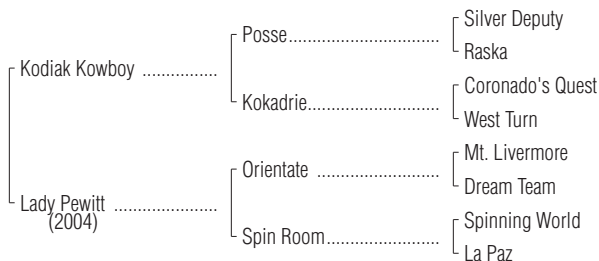 Silver Deputy
Posse
Raska
Kodiak Kowboy
Coronado's Quest
Kokadrie
West Turn
Mt. Livermore
Orientate
Dream Team
Lady Pewitt
(2004)
Spinning World
Spin Room
La Paz